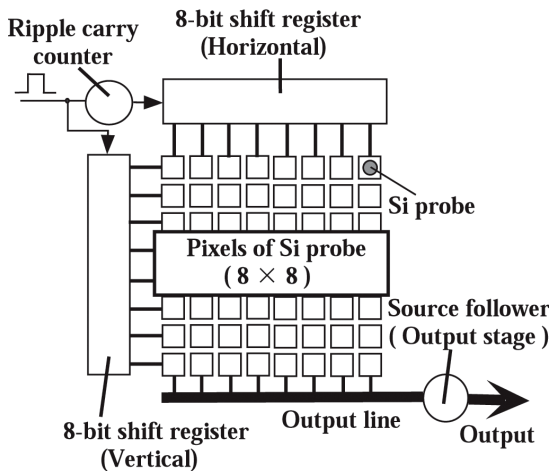 Ripple carry
counter
8-bit shift register
(Horizontal)
Si probe
Pixels of Si probe
( 8 × 8 )
Source follower
( Output stage )
Output line
Output
8-bit shift register
(Vertical)